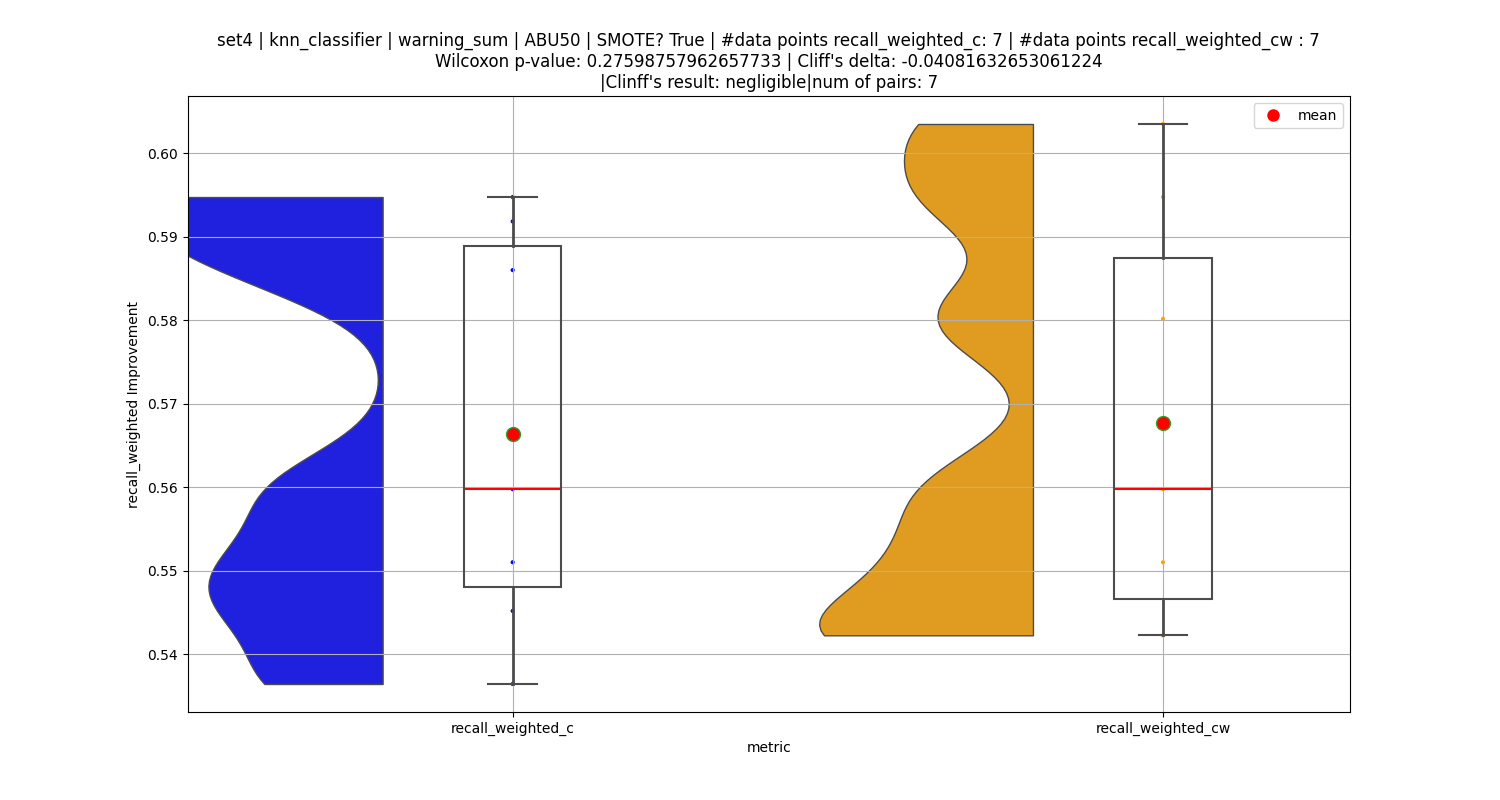 set4 | knn_classifier | warning_sum | ABU50 | SMOTE? True | #data points recall_weighted_c: 7 | #data points recall_weighted_cw : 7
Wilcoxon p-value: 0.27598757962657733 | Cliff's delta: -0.04081632653061224
|Clinff's result: negligible|num of pairs: 7
mean
0.60
0.59
0.58
0.57
0.56
0.55
0.54
recall_weighted Improvement
recall_weighted_c
recall_weighted_cw
metric